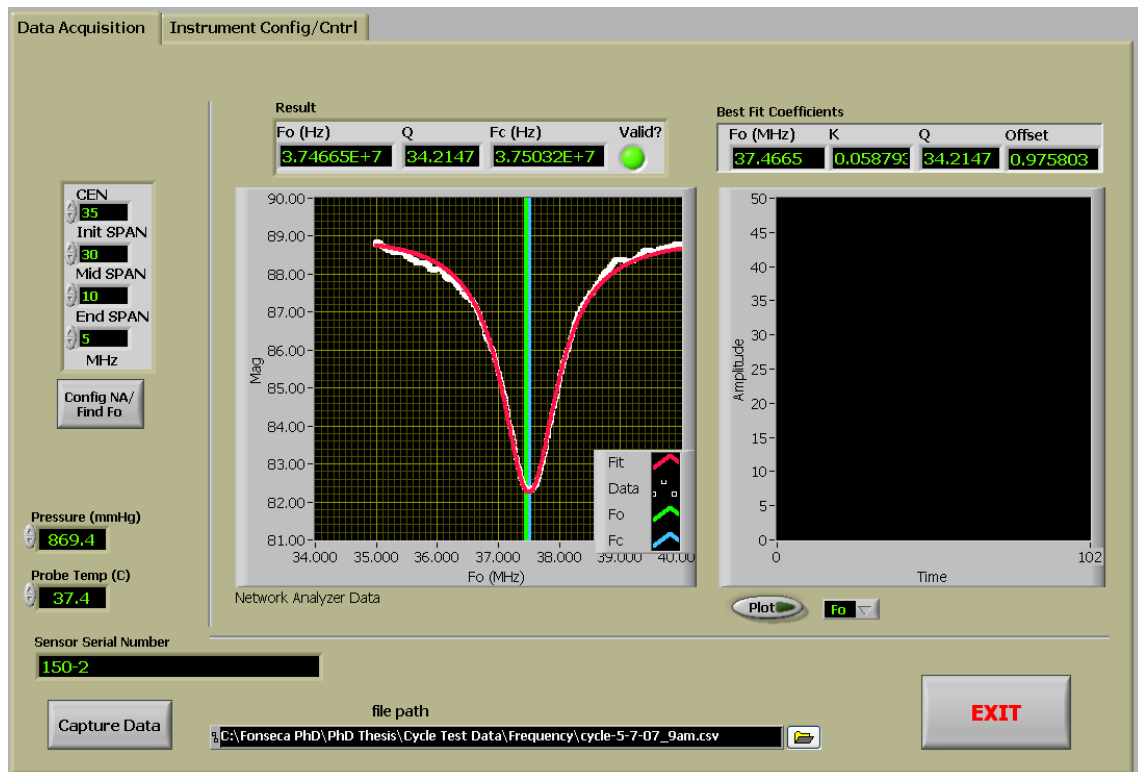 Data Acquisition
Instrument Config/Cntrl
Result
Fo (Hz) Q Fc (Hz) Valid?
3.74665E+7 34.2147 3.75032E+7
Best Fit Coefficients
Fo (MHz) K Q Offset
37.4665 0.058793 34.2147 0.975803
CEN
35
Init SPAN
30
Mid SPAN
10
End SPAN
5
MHz
Config NA/
Find Fo
Pressure (mmHg)
869.4
Probe Temp (C)
37.4
90.00
89.00
88.00
87.00
86.00
85.00
84.00
83.00
82.00
81.00
Mag
34.000 35.000 36.000 37.000 38.000 39.000 40.00
Fo (MHz)
Fit
Data
Fo
Fc
Network Analyzer Data
50
45
40
35
30
25
20
15
10
5
0
Amplitude
0 102
Time
Plot
Fo
Sensor Serial Number
150-2
Capture Data
file path
C:\Fonseca PhD\PhD Thesis\Cycle Test Data\Frequency\cycle-5-7-07_9am.csv
EXIT